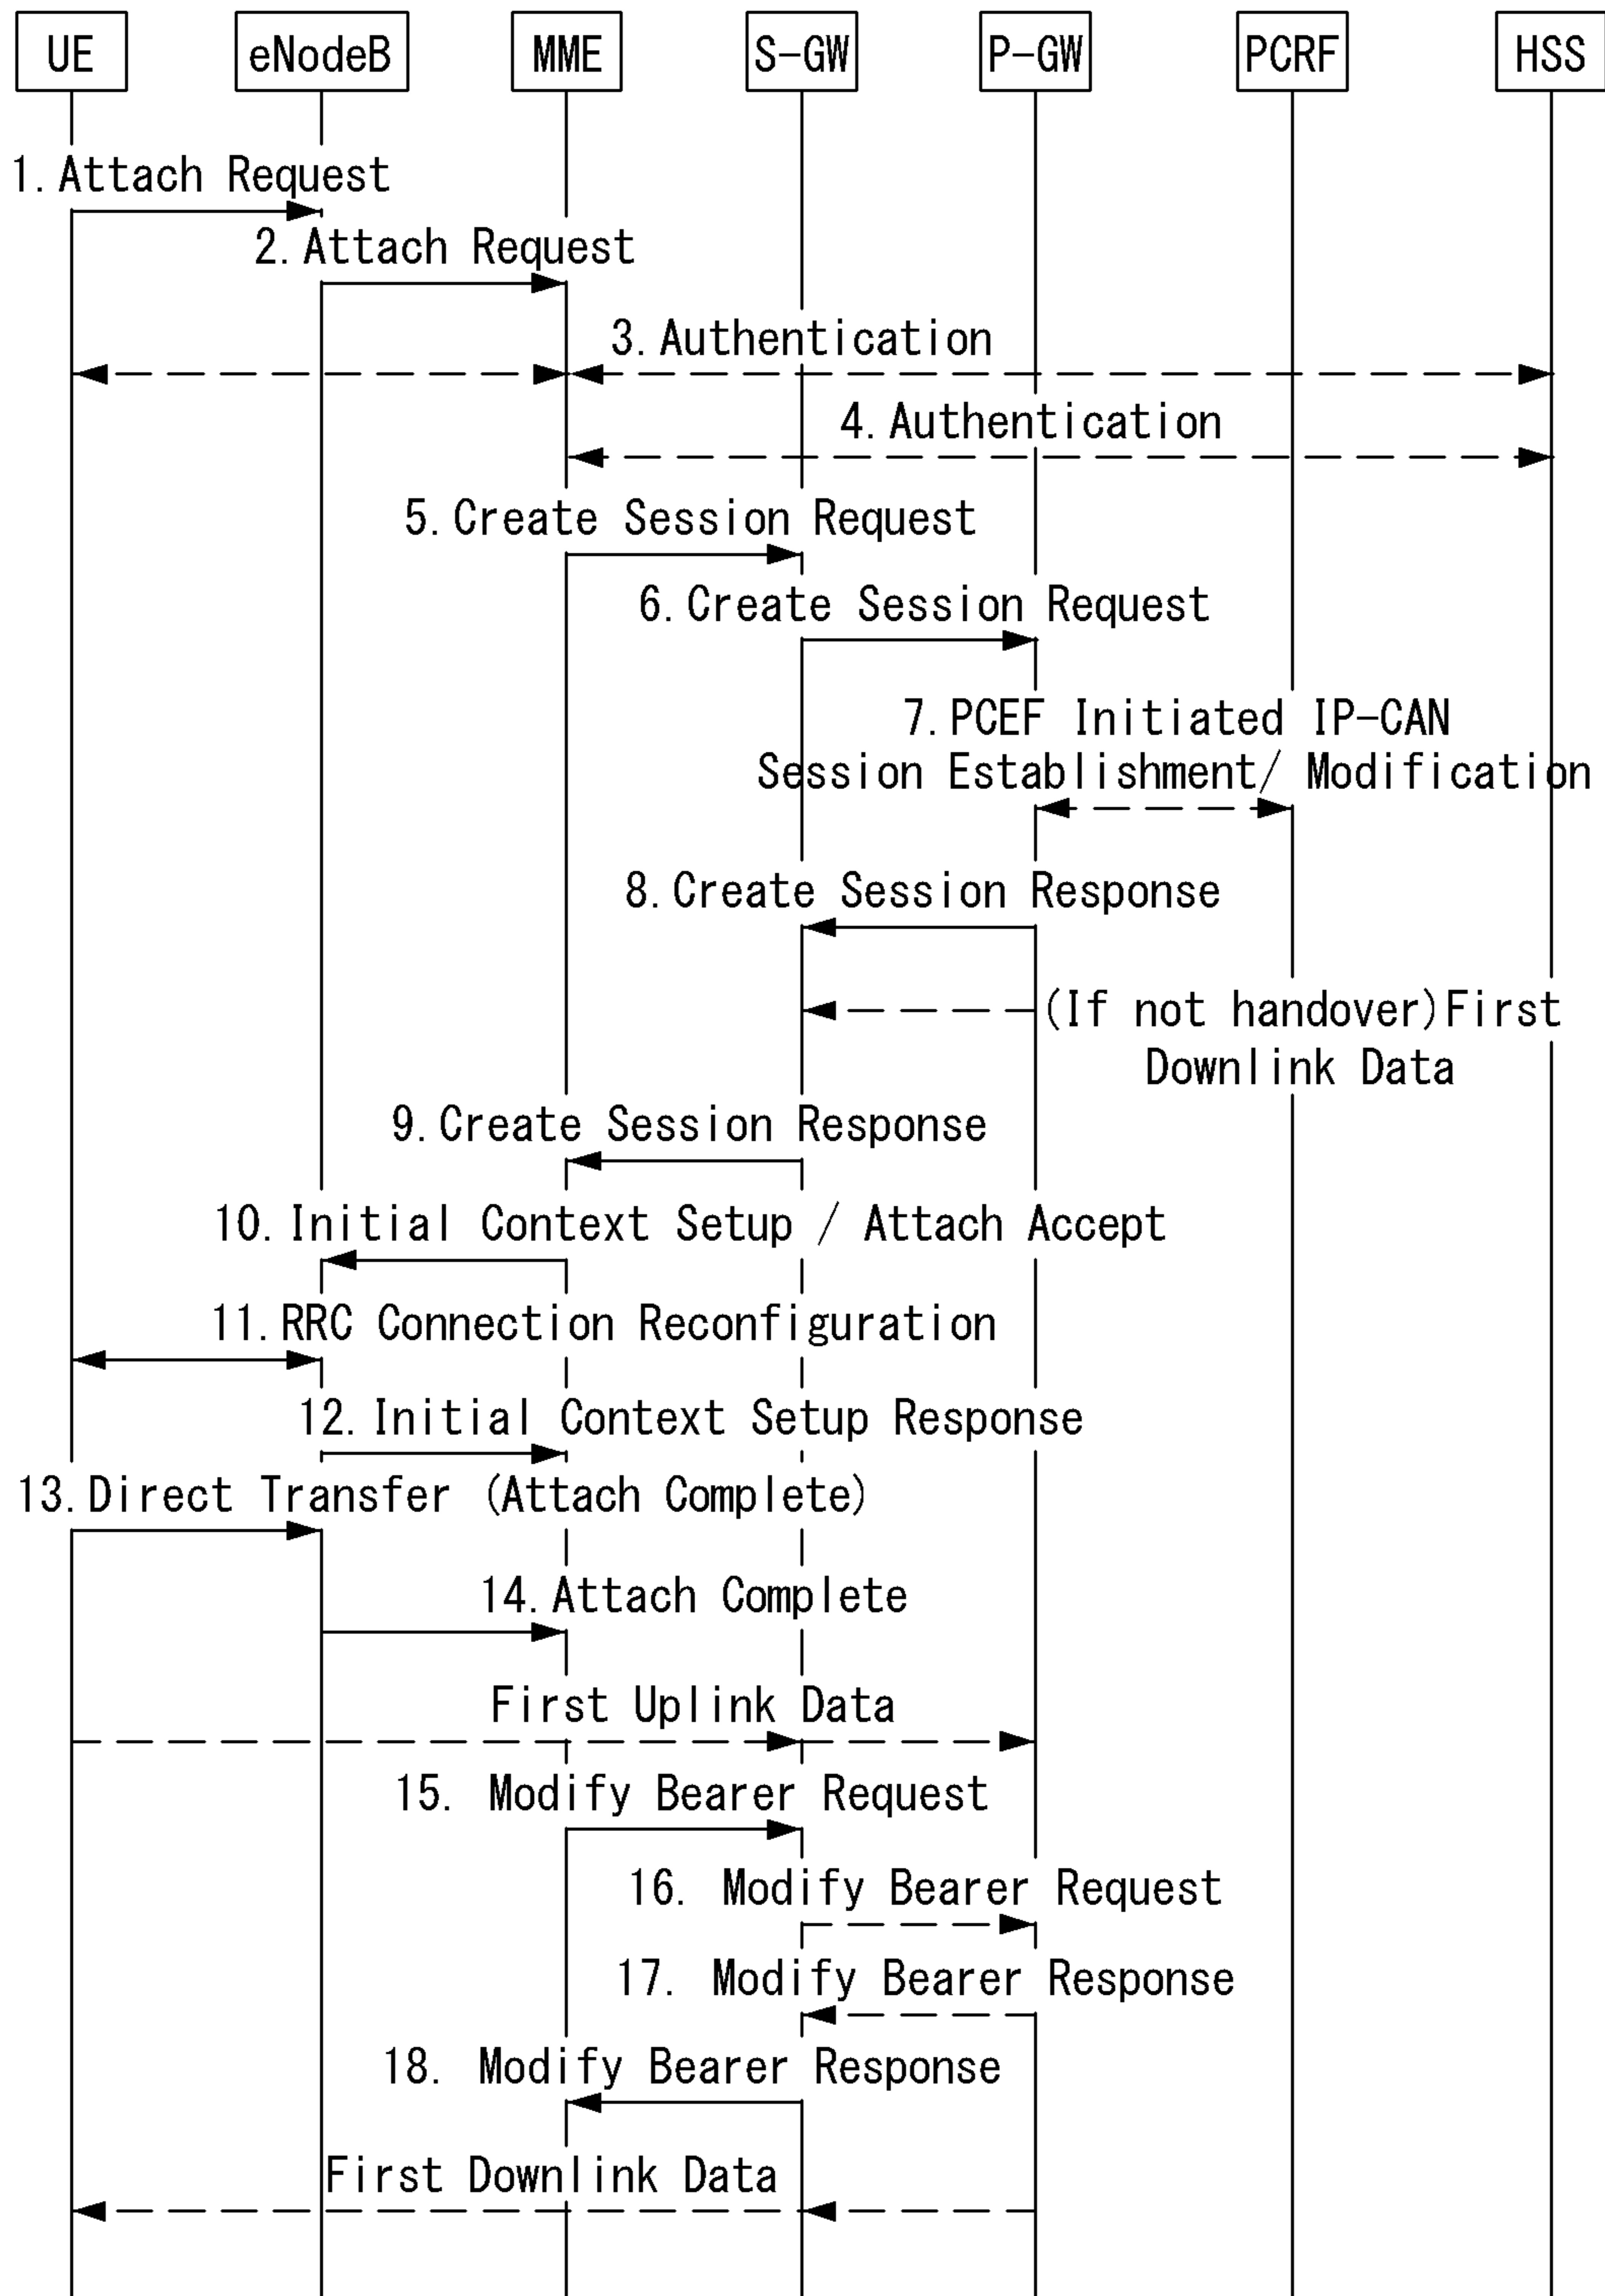 UE
eNodeB
MME
S-GW
P-GW
PCRF
HSS
1.Attach Request
2.Attach Request
3.Authentication
4.Authentication
5.Create Session Request
6.Create Session Request
7.PCEF Initiated IP-CAN
Session Establishment/ Modification
8.Create Session Response
(If not handover)First
Downlink Data
9.Create Session Response
10.Initial Context Setup / Attach Accept
11.RRC Connection Reconfiguration
12.Initial Context Setup Response
13.Direct Transfer (Attach Complete)
14.Attach Complete
First Uplink Data
15. Modify Bearer Request
16. Modify Bearer Request
17. Modify Bearer Response
18. Modify Bearer Response
First Downlink Data